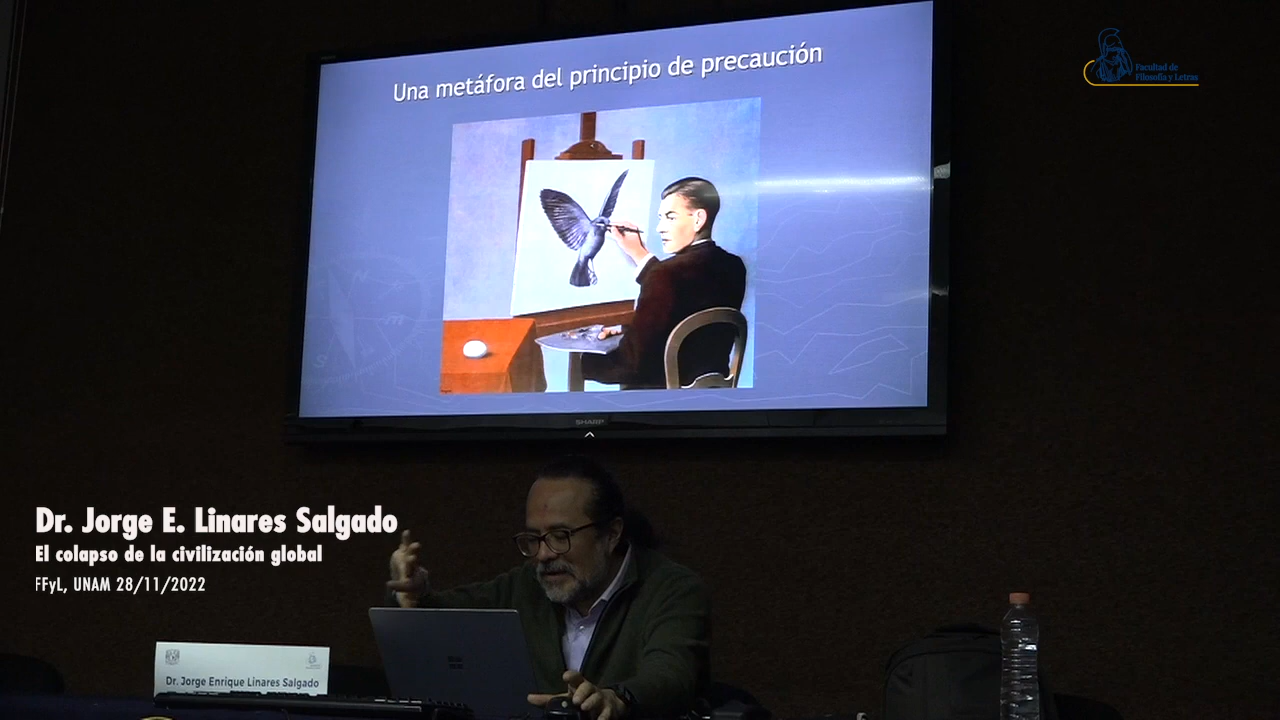 Una metáfora del principio de precaución
Facultad de
Filosofía y Letras
SHARP
Dr. Jorge E. Linares Salgado
El colapso de la civilización global
FFyL, UNAM 28/11/2022
Dr. Jorge Enrique Linares Salgado